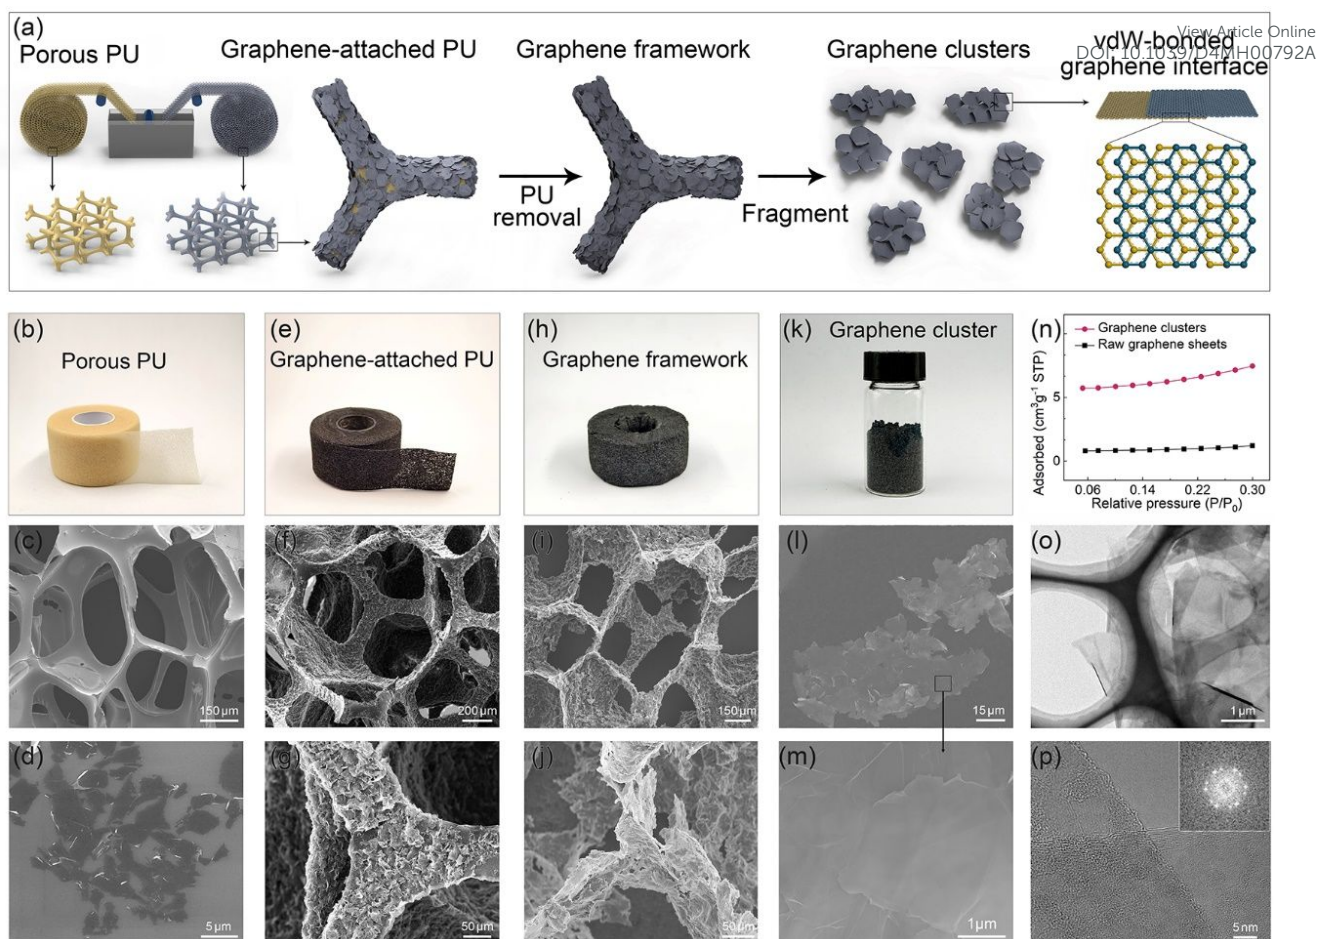 (a)
Porous PU
Graphene-attached PU
Graphene framework
Graphene clusters
View Article Online
DOI: 10.1039/D4MH00792A
vdW-bonded
graphene interface
PU
removal
Fragment
(b)
Porous PU
(e)
Graphene-attached PU
(h)
Graphene framework
(k)
Graphene cluster
(n)
Graphene clusters
Raw graphene sheets
Adsorbed (cm³g⁻¹ STP)
5
0
0.06 0.14 0.22 0.30
Relative pressure (P/P₀)
(c)
150 µm
(f)
200 µm
(i)
150 µm
(l)
15 µm
(o)
1 µm
(d)
5 µm
(g)
50 µm
(j)
50 µm
(m)
1µm
(p)
5 nm